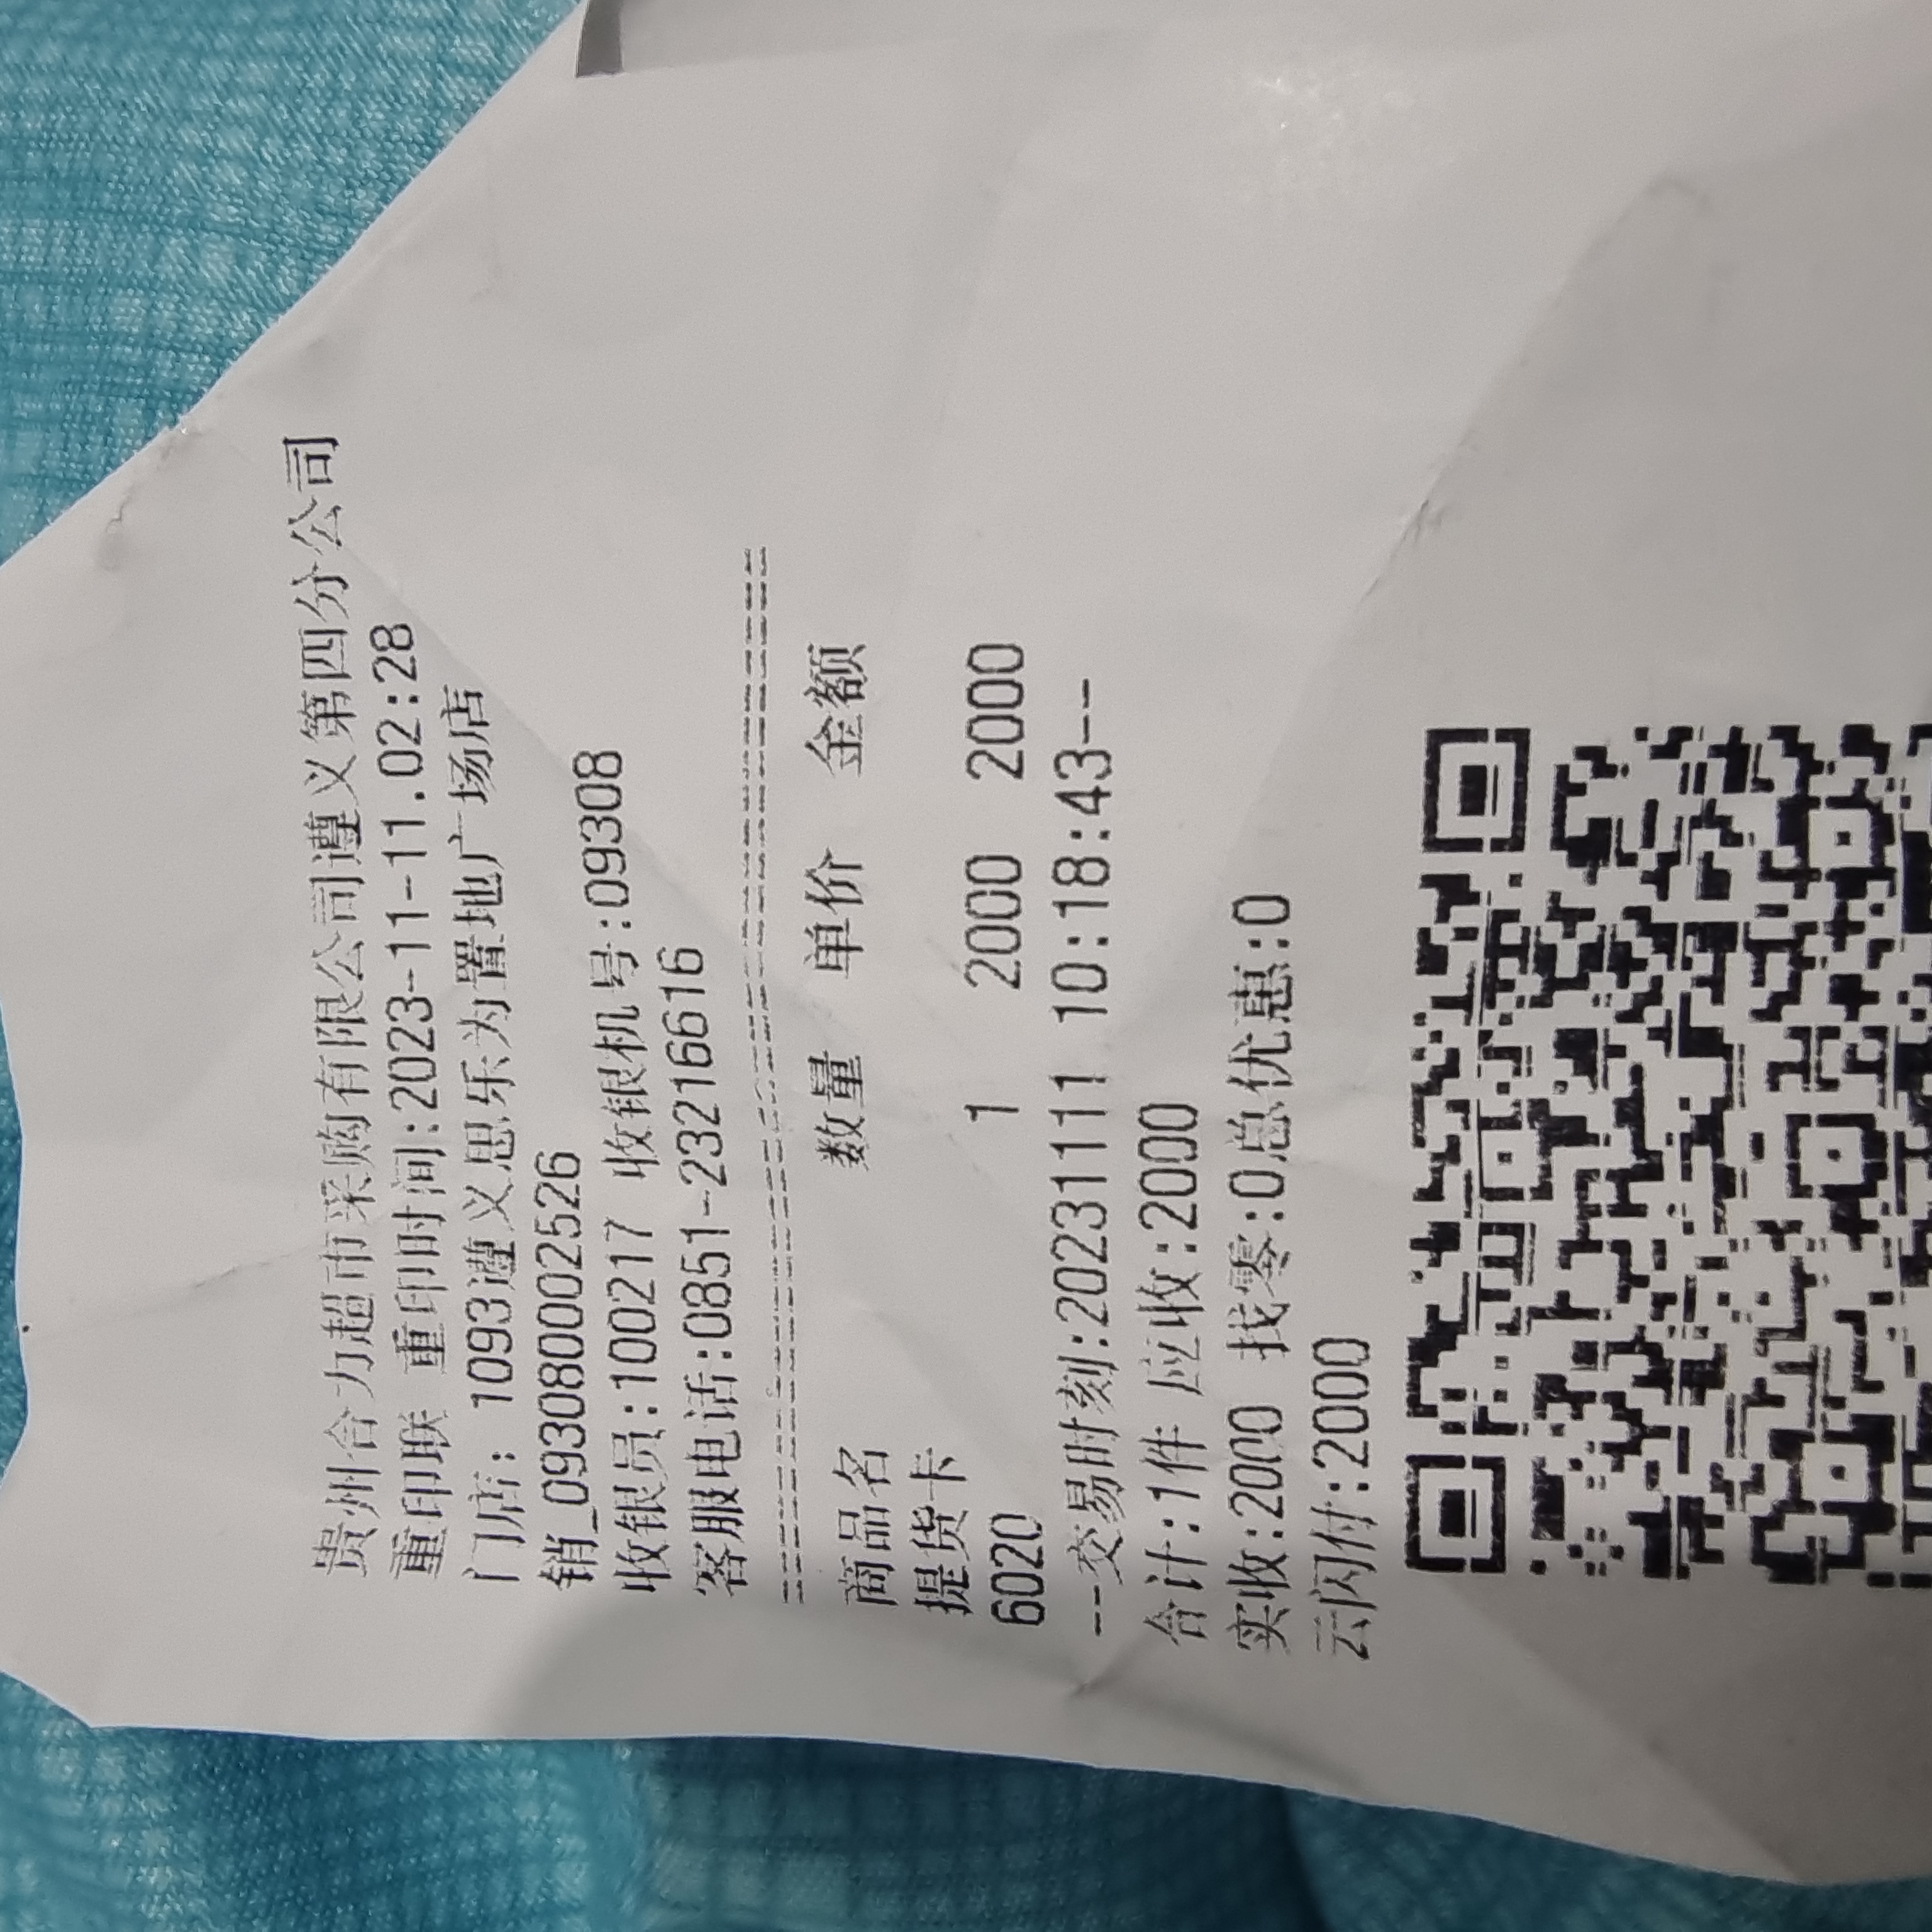 贵州合力超市采购有限公司遵义第四分公司
重印联 重印时间:2023-11-11.02:28
门店: 1093遵义思乐为置地广场店
销_0930800002526
收银员:100217 收银机号:09308
客服电话:0851-23216616
商品名 数量 单价 金额
提货卡
6020 1 2000 2000
--交易时刻:20231111 10:18:43--
合计:1件 应收:2000
实收:2000 找零:0总优惠:0
云闪付:2000